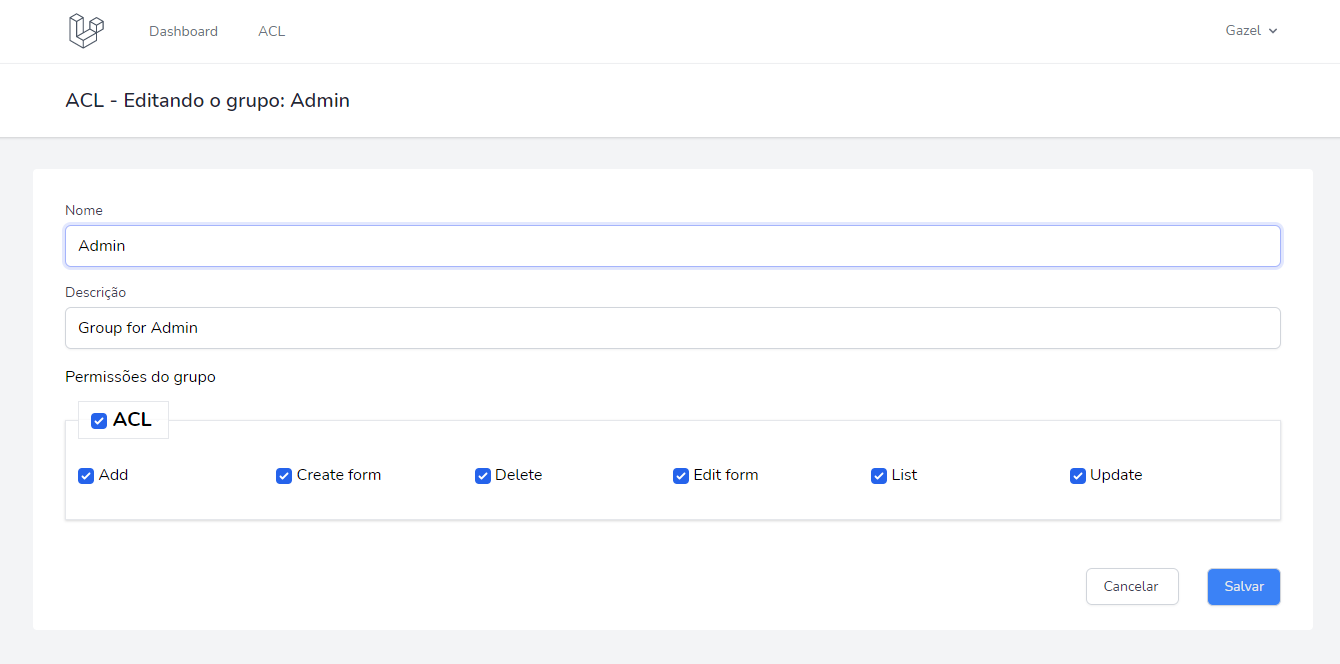 Dashboard ACL Gazel
ACL - Editando o grupo: Admin
Nome
Admin
Descrição
Group for Admin
Permissões do grupo
ACL
Add Create form Delete Edit form List Update
Cancelar Salvar